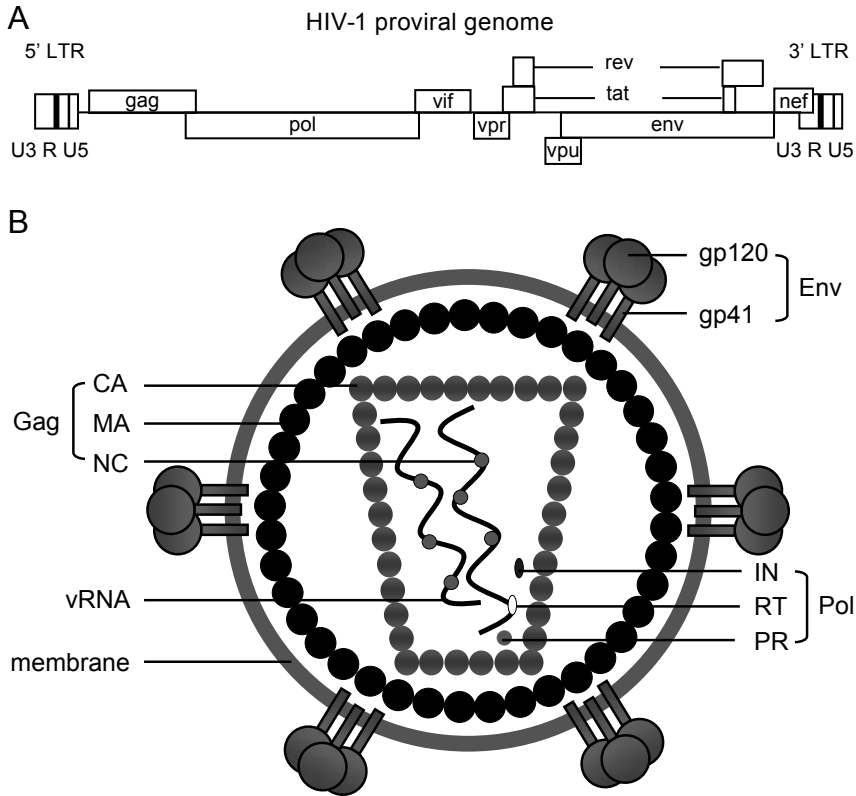 A
HIV-1 proviral genome
5' LTR
3' LTR
rev
gag
vif
tat
nef
pol
vpr
env
U3 R U5
vpu
U3 R U5
B
gp120
Env
gp41
CA
Gag
MA
NC
IN
vRNA
RT
Pol
PR
membrane